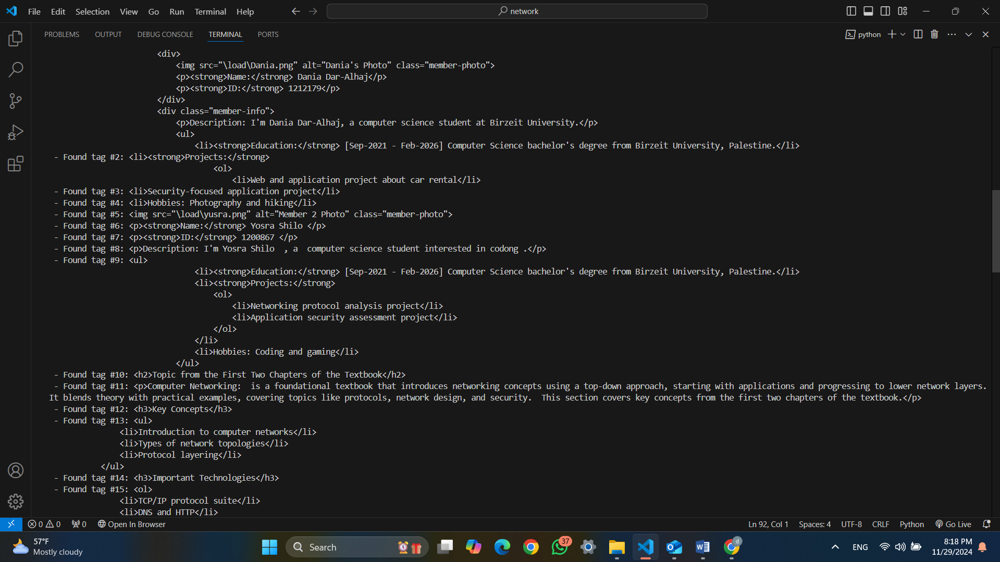 File Edit Selection View Go Run Terminal Help network
PROBLEMS OUTPUT DEBUG CONSOLE TERMINAL PORTS python
<div>
<img src="\load\Dania.png" alt="Dania's Photo" class="member-photo">
<p><strong>Name:</strong> Dania Dar-Alhaj</p>
<p><strong>ID:</strong> 1212179</p>
</div>
<div class="member-info">
<p>Description: I'm Dania Dar-Alhaj, a computer science student at Birzeit University.</p>
<ul>
<li><strong>Education:</strong> [Sep-2021 - Feb-2026] Computer Science bachelor's degree from Birzeit University, Palestine.</li>
- Found tag #2: <li><strong>Projects:</strong>
<ol>
<li>Web and application project about car rental</li>
- Found tag #3: <li>Security-focused application project</li>
- Found tag #4: <li>Hobbies: Photography and hiking</li>
- Found tag #5: <img src="\load\yusra.png" alt="Member 2 Photo" class="member-photo">
- Found tag #6: <p><strong>Name:</strong> Yosra Shilo </p>
- Found tag #7: <p><strong>ID:</strong> 1200867 </p>
- Found tag #8: <p>Description: I'm Yosra Shilo  , a  computer science student interested in codong .</p>
- Found tag #9: <ul>
<li><strong>Education:</strong> [Sep-2021 - Feb-2026] Computer Science bachelor's degree from Birzeit University, Palestine.</li>
<li><strong>Projects:</strong>
<ol>
<li>Networking protocol analysis project</li>
<li>Application security assessment project</li>
</ol>
</li>
<li>Hobbies: Coding and gaming</li>
</ul>
- Found tag #10: <h2>Topic from the First Two Chapters of the Textbook</h2>
- Found tag #11: <p>Computer Networking:  is a foundational textbook that introduces networking concepts using a top-down approach, starting with applications and progressing to lower network layers.
It blends theory with practical examples, covering topics like protocols, network design, and security.  This section covers key concepts from the first two chapters of the textbook.</p>
- Found tag #12: <h3>Key Concepts</h3>
- Found tag #13: <ul>
<li>Introduction to computer networks</li>
<li>Types of network topologies</li>
<li>Protocol layering</li>
</ul>
- Found tag #14: <h3>Important Technologies</h3>
- Found tag #15: <ol>
<li>TCP/IP protocol suite</li>
<li>DNS and HTTP</li>
0 0 0 Open In Browser Ln 92, Col 1 Spaces: 4 UTF-8 CRLF Python Go Live
57°F
Mostly cloudy
Search
37
d
ENG
8:18 PM
11/29/2024